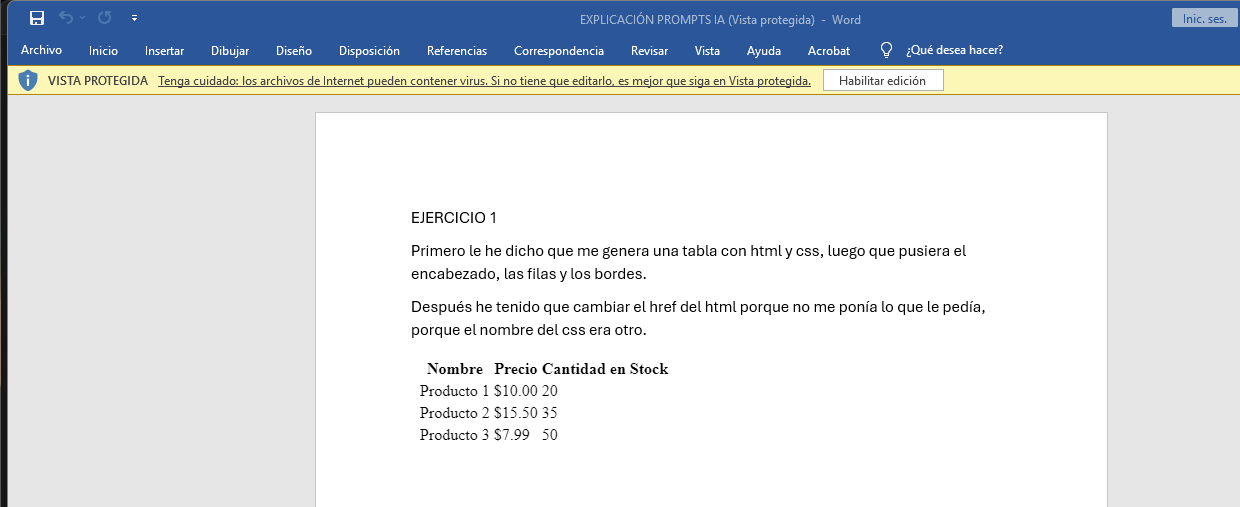 EXPLICACIÓN PROMPTS IA (Vista protegida) - Word
Inic. ses.
Archivo Inicio Insertar Dibujar Diseño Disposición Referencias Correspondencia Revisar Vista Ayuda Acrobat ¿Qué desea hacer?
VISTA PROTEGIDA Tenga cuidado: los archivos de Internet pueden contener virus. Si no tiene que editarlo, es mejor que siga en Vista protegida. Habilitar edición
EJERCICIO 1
Primero le he dicho que me genera una tabla con html y css, luego que pusiera el
encabezado, las filas y los bordes.
Después he tenido que cambiar el href del html porque no me ponía lo que le pedía,
porque el nombre del css era otro.
Nombre Precio Cantidad en Stock
Producto 1 $10.00 20
Producto 2 $15.50 35
Producto 3 $7.99 50